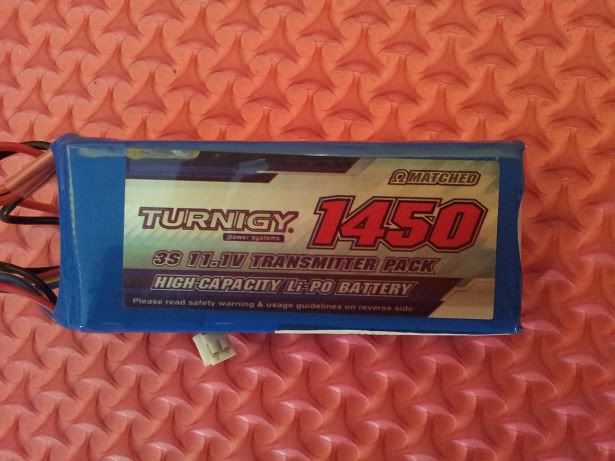 Ω MATCHED
TURNIGY® 1450
power systems
3S 11.1V TRANSMITTER PACK
HIGH-CAPACITY Li-PO BATTERY
Please read safety warning & usage guidelines on reverse side